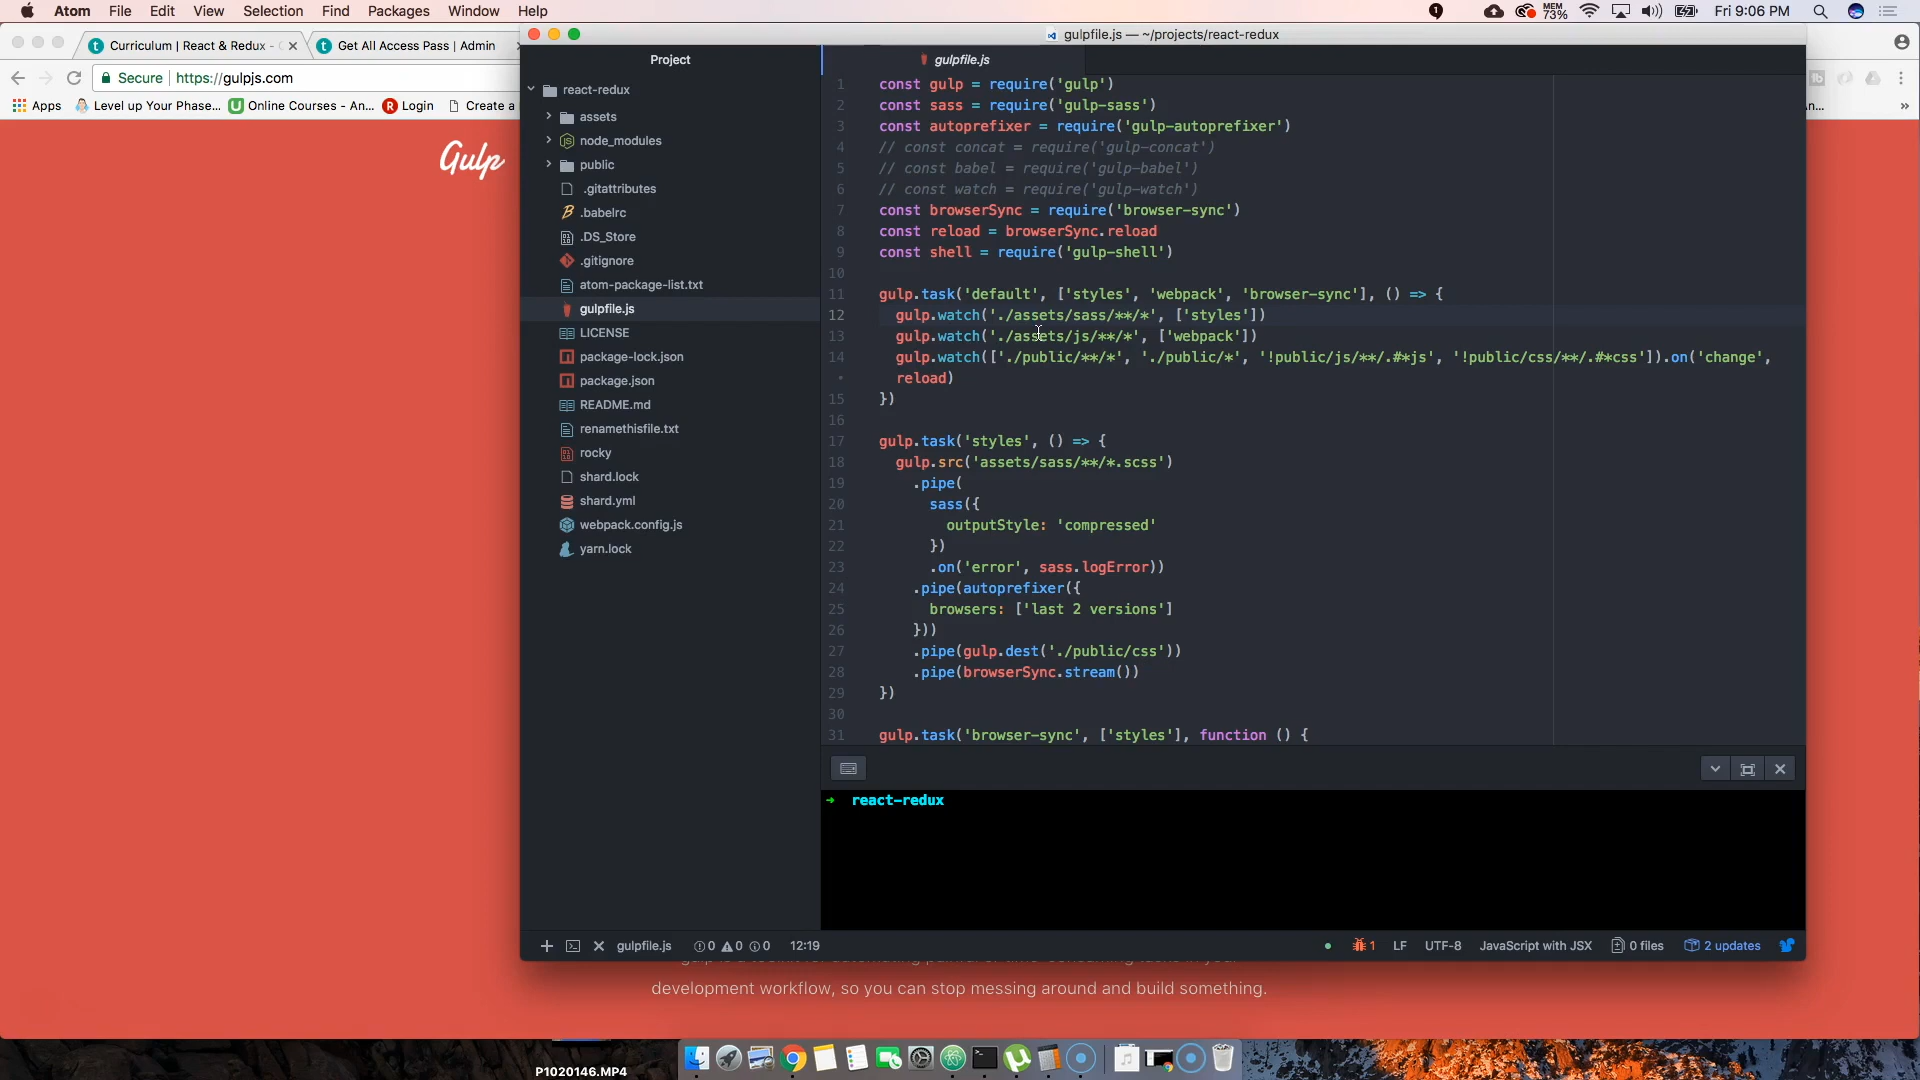 Atom File Edit View Selection Find Packages Window Help
1 MEM 73% Fri 9:06 PM
Curriculum | React & Redux -
Get All Access Pass | Admin
gulpfile.js — ~/projects/react-redux
Secure https://gulpjs.com
Apps Level up Your Phase... Online Courses - An... Login Create a
Gulp
Project
react-redux
assets
node_modules
public
.gitattributes
.babelrc
.DS_Store
.gitignore
atom-package-list.txt
gulpfile.js
LICENSE
package-lock.json
package.json
README.md
renamethisfile.txt
rocky
shard.lock
shard.yml
webpack.config.js
yarn.lock
gulpfile.js
1 const gulp = require('gulp')
2 const sass = require('gulp-sass')
3 const autoprefixer = require('gulp-autoprefixer')
4 // const concat = require('gulp-concat')
5 // const babel = require('gulp-babel')
6 // const watch = require('gulp-watch')
7 const browserSync = require('browser-sync')
8 const reload = browserSync.reload
9 const shell = require('gulp-shell')
10
11 gulp.task('default', ['styles', 'webpack', 'browser-sync'], () => {
12 gulp.watch('./assets/sass/**/*', ['styles'])
13 gulp.watch('./assets/js/**/*', ['webpack'])
14 gulp.watch(['./public/**/*', './public/*', '!public/js/**/.#*js', '!public/css/**/.#*css']).on('change',
• reload)
15 })
16
17 gulp.task('styles', () => {
18 gulp.src('assets/sass/**/*.scss')
19 .pipe(
20 sass({
21 outputStyle: 'compressed'
22 })
23 .on('error', sass.logError))
24 .pipe(autoprefixer({
25 browsers: ['last 2 versions']
26 }))
27 .pipe(gulp.dest('./public/css'))
28 .pipe(browserSync.stream())
29 })
30
31 gulp.task('browser-sync', ['styles'], function () {
→ react-redux
gulpfile.js 0 0 0 12:19
1 LF UTF-8 JavaScript with JSX 0 files 2 updates
development workflow, so you can stop messing around and build something.
P1020146.MP4